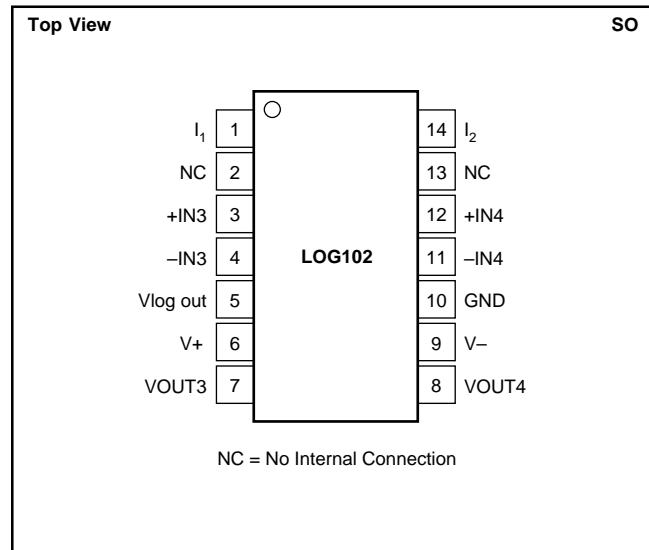 Top View SO
I1 1 14 I2
NC 2 13 NC
+IN3 3 12 +IN4
–IN3 4 LOG102 11 –IN4
Vlog out 5 10 GND
V+ 6 9 V–
VOUT3 7 8 VOUT4
NC = No Internal Connection